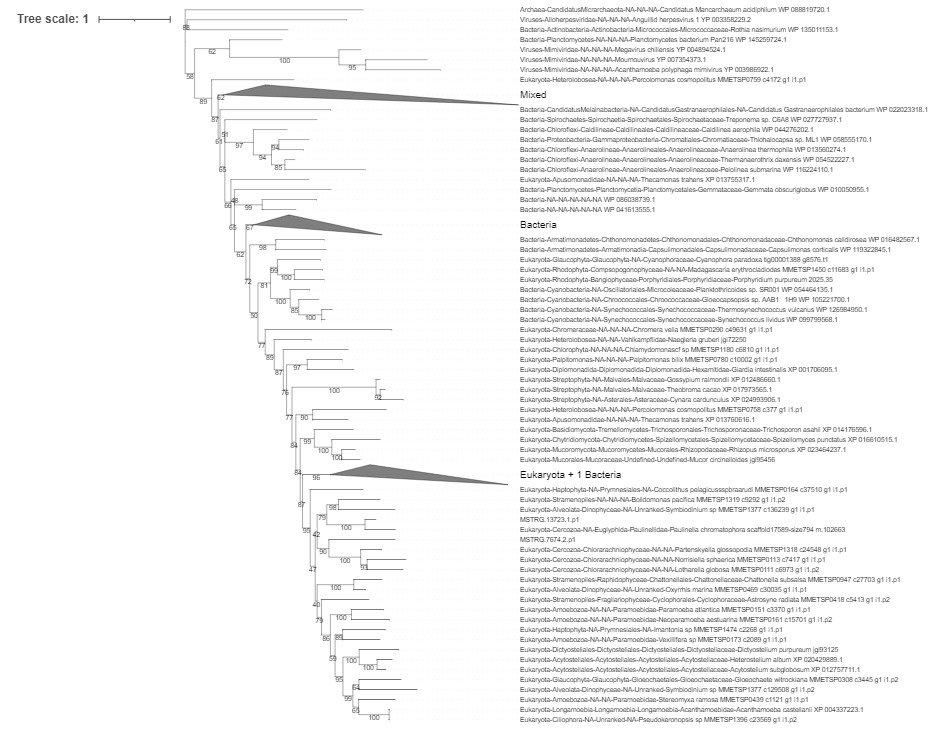 Tree scale: 1
Archaea-CandidatusMicrarchaeota-NA-NA-NA-Candidatus Mancarchaeum acidiphilum WP 088819720.1
Viruses-Alloherpesviridae-NA-NA-NA-Anguillid herpesvirus 1 YP 003358229.2
Bacteria-Actinobacteria-Actinobacteria-Micrococcales-Micrococcaceae-Rothia nasimurium WP 135011153.1
Bacteria-Planctomycetes-NA-NA-NA-Planctomycetes bacterium Pan216 WP 145259724.1
Viruses-Mimiviridae-NA-NA-NA-Megavirus chiliensis YP 004894524.1
Viruses-Mimiviridae-NA-NA-NA-Moumouvirus YP 007354373.1
Viruses-Mimiviridae-NA-NA-NA-Acanthamoeba polyphaga mimivirus YP 003986922.1
Eukaryota-Heterolobosea-NA-NA-NA-Percolomonas cosmopolitus MMETSP0759 c4172 g1 i1.p1
Mixed
Bacteria-CandidatusMelainabacteria-NA-CandidatusGastranaerophilales-NA-Candidatus Gastranaerophilales bacterium WP 022023318.1
Bacteria-Spirochaetes-Spirochaetia-Spirochaetales-Spirochaetaceae-Treponema sp. C6A8 WP 027727937.1
Bacteria-Chloroflexi-Caldilineae-Caldilineales-Caldilineaceae-Caldilinea aerophila WP 044276202.1
Bacteria-Proteobacteria-Gammaproteobacteria-Chromatiales-Chromatiaceae-Thiohalocapsa sp. ML1 WP 058555170.1
Bacteria-Chloroflexi-Anaerolineae-Anaerolineales-Anaerolineaceae-Anaerolinea thermophila WP 013560274.1
Bacteria-Chloroflexi-Anaerolineae-Anaerolineales-Anaerolineaceae-Thermanaerothrix daxensis WP 054522227.1
Bacteria-Chloroflexi-Anaerolineae-Anaerolineales-Anaerolineaceae-Pelolinea submarina WP 116224110.1
Eukaryota-Apusomonadidae-NA-NA-NA-Thecamonas trahens XP 013755317.1
Bacteria-Planctomycetes-Planctomycetia-Planctomycetales-Gemmataceae-Gemmata obscuriglobus WP 010050955.1
Bacteria-NA-NA-NA-NA-NA WP 086038739.1
Bacteria-NA-NA-NA-NA-NA WP 041613555.1
Bacteria
Bacteria-Armatimonadetes-Chthonomonadetes-Chthonomonadales-Chthonomonadaceae-Chthonomonas calidirosea WP 016482567.1
Bacteria-Armatimonadetes-Armatimonadia-Capsulimonadales-Capsulimonadaceae-Capsulimonas corticalis WP 119322845.1
Eukaryota-Glaucophyta-Glaucophyta-NA-Cyanophoraceae-Cyanophora paradoxa tig00001388 g8576.t1
Eukaryota-Rhodophyta-Compsopogonophyceae-NA-NA-Madagascaria erythrocladiodes MMETSP1450 c11683 g1 i1.p1
Eukaryota-Rhodophyta-Bangiophyceae-Porphyridiales-Porphyridiaceae-Porphyridium purpureum 2025.35
Bacteria-Cyanobacteria-NA-Oscillatoriales-Microcoleaceae-Planktothricoides sp. SR001 WP 054464135.1
Bacteria-Cyanobacteria-NA-Chroococcales-Chroococcaceae-Gloeocapsopsis sp. AAB1 1H9 WP 105221700.1
Bacteria-Cyanobacteria-NA-Synechococcales-Synechococcaceae-Thermosynechococcus vulcanus WP 126984950.1
Bacteria-Cyanobacteria-NA-Synechococcales-Synechococcaceae-Synechococcus lividus WP 099799568.1
Eukaryota-Chromeraceae-NA-NA-NA-Chromera velia MMETSP0290 c49631 g1 i1.p1
Eukaryota-Heterolobosea-NA-NA-Vahlkampfiidae-Naegleria gruberi jgi72250
Eukaryota-Chlorophyta-NA-NA-NA-Chlamydomonascf sp MMETSP1180 c6810 g1 i1.p1
Eukaryota-Palpitomonas-NA-NA-NA-Palpitomonas bilix MMETSP0780 c10002 g1 i1.p1
Eukaryota-Diplomonadida-Diplomonadida-Diplomonadida-Hexamitidae-Giardia intestinalis XP 001706095.1
Eukaryota-Streptophyta-NA-Malvales-Malvaceae-Gossypium raimondii XP 012486660.1
Eukaryota-Streptophyta-NA-Malvales-Malvaceae-Theobroma cacao XP 017973565.1
Eukaryota-Streptophyta-NA-Asterales-Asteraceae-Cynara cardunculus XP 024993906.1
Eukaryota-Heterolobosea-NA-NA-NA-Percolomonas cosmopolitus MMETSP0758 c377 g1 i1.p1
Eukaryota-Apusomonadidae-NA-NA-NA-Thecamonas trahens XP 013760616.1
Eukaryota-Basidiomycota-Tremellomycetes-Trichosporonales-Trichosporonaceae-Trichosporon asahii XP 014176596.1
Eukaryota-Chytridiomycota-Chytridiomycetes-Spizellomycetales-Spizellomycetaceae-Spizellomyces punctatus XP 016610515.1
Eukaryota-Mucoromycota-Mucoromycetes-Mucorales-Rhizopodaceae-Rhizopus microsporus XP 023464237.1
Eukaryota-Mucorales-Mucoraceae-Undefined-Undefined-Mucor circinelloides jgi95456
Eukaryota + 1 Bacteria
Eukaryota-Haptophyta-NA-Prymnesiales-NA-Coccolithus pelagicussspbraarudi MMETSP0164 c37510 g1 i1.p1
Eukaryota-Stramenopiles-NA-NA-NA-Bolidomonas pacifica MMETSP1319 c9292 g1 i1.p2
Eukaryota-Alveolata-Dinophyceae-NA-Unranked-Symbiodinium sp MMETSP1377 c136239 g1 i1.p1
MSTRG.13723.1.p1
Eukaryota-Cercozoa-NA-Euglyphida-Paulinellidae-Paulinella chromatophora scaffold17589-size794 m.102663
MSTRG.7674.2.p1
Eukaryota-Cercozoa-Chlorarachniophyceae-NA-NA-Partenskyella glossopodia MMETSP1318 c24548 g1 i1.p1
Eukaryota-Cercozoa-Chlorarachniophyceae-NA-NA-Norrisiella sphaerica MMETSP0113 c7417 g1 i1.p1
Eukaryota-Cercozoa-Chlorarachniophyceae-NA-NA-Lotharella globosa MMETSP0111 c6973 g1 i1.p2
Eukaryota-Stramenopiles-Raphidophyceae-Chattonellales-Chattonellaceae-Chattonella subsalsa MMETSP0947 c27703 g1 i1.p1
Eukaryota-Alveolata-Dinophyceae-NA-Unranked-Oxyrrhis marina MMETSP0469 c30035 g1 i1.p1
Eukaryota-Stramenopiles-Fragilariophyceae-Cyclophorales-Cyclophoraceae-Astrosyne radiata MMETSP0418 c5413 g1 i1.p2
Eukaryota-Amoebozoa-NA-NA-Paramoebidae-Paramoeba atlantica MMETSP0151 c3370 g1 i1.p1
Eukaryota-Amoebozoa-NA-NA-Paramoebidae-Neoparamoeba aestuarina MMETSP0161 c15701 g1 i1.p2
Eukaryota-Haptophyta-NA-Prymnesiales-NA-Imantonia sp MMETSP1474 c2268 g1 i1.p1
Eukaryota-Amoebozoa-NA-NA-Paramoebidae-Vexillifera sp MMETSP0173 c2089 g1 i1.p1
Eukaryota-Dictyosteliales-Dictyosteliales-Dictyosteliales-Dictyosteliaceae-Dictyostelium purpureum jgi93125
Eukaryota-Acytosteliales-Acytosteliales-Acytosteliales-Acytosteliaceae-Heterostelium album XP 020429889.1
Eukaryota-Acytosteliales-Acytosteliales-Acytosteliales-Acytosteliaceae-Acytostelium subglobosum XP 012757711.1
Eukaryota-Glaucophyta-Glaucophyta-Gloeochaetales-Gloeochaetaceae-Gloeochaete witrockiana MMETSP0308 c3445 g1 i1.p2
Eukaryota-Alveolata-Dinophyceae-NA-Unranked-Symbiodinium sp MMETSP1377 c129508 g1 i1.p2
Eukaryota-Amoebozoa-NA-NA-Paramoebidae-Stereomyxa ramosa MMETSP0439 c1121 g1 i1.p1
Eukaryota-Longamoebia-Longamoebia-Longamoebia-Acanthamoebidae-Acanthamoeba castellanii XP 004337223.1
Eukaryota-Ciliophora-NA-Unranked-NA-Pseudokeronopsis sp MMETSP1396 c23569 g1 i1.p2